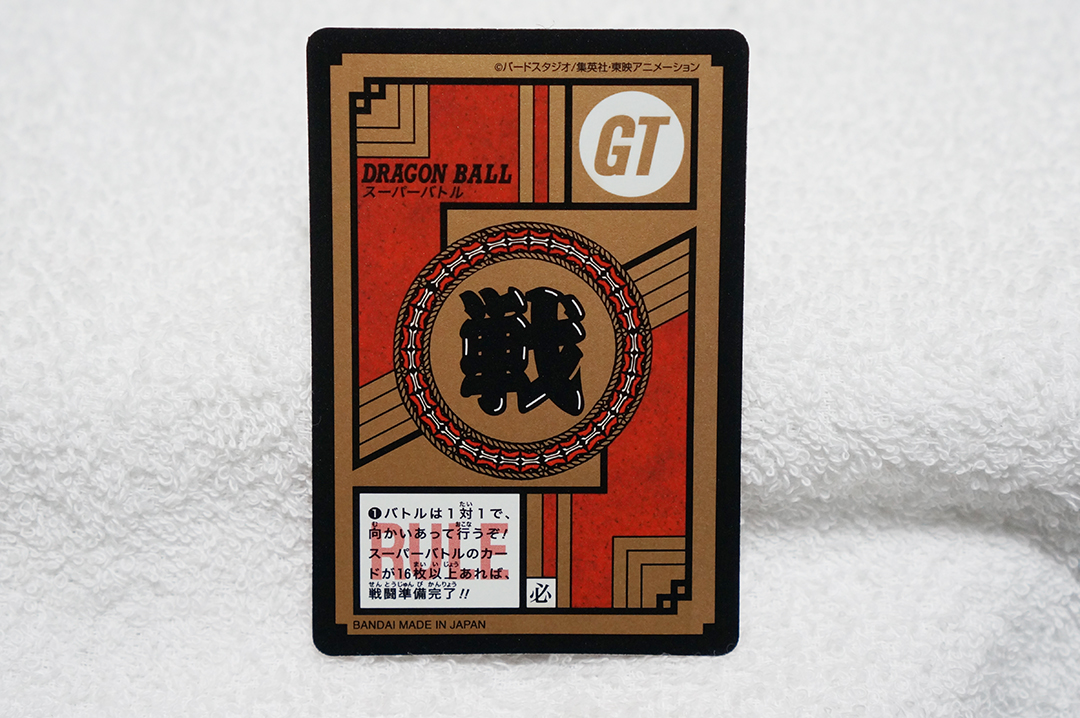 ©バードスタジオ/集英社・東映アニメーション
GT
DRAGON BALL
スーパーバトル
戦
RULE
❶バトルは1対1で、
向かいあって行うぞ!
スーパーバトルのカー
ドが16枚以上あれば、
戦闘準備完了!!
必
BANDAI MADE IN JAPAN